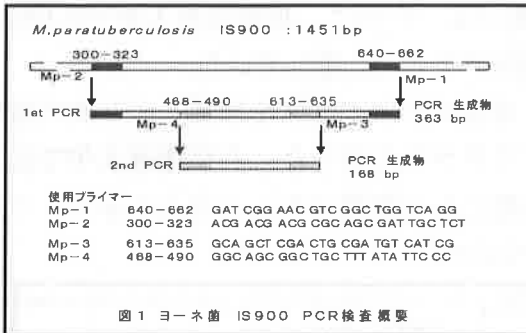 M.paratuberculosis IS900 :1451bp
300-323 640-662
Mp-2 Mp-1
1st PCR 468-490 613-635 PCR 生成物
Mp-4 Mp-3 363 bp
2nd PCR PCR 生成物
168 bp
使用プライマー
Mp-1 640-662 GAT CGG AAC GTC GGC TGG TCA GG
Mp-2 300-323 ACG ACG ACG CGC AGC GAT TGC TCT
Mp-3 613-635 GCA GCT CGA CTG CGA TGT CAT CG
Mp-4 468-490 GGC AGC GGC TGC TTT ATA TTC CC
図1 ヨーネ菌 IS900 PCR検査概要